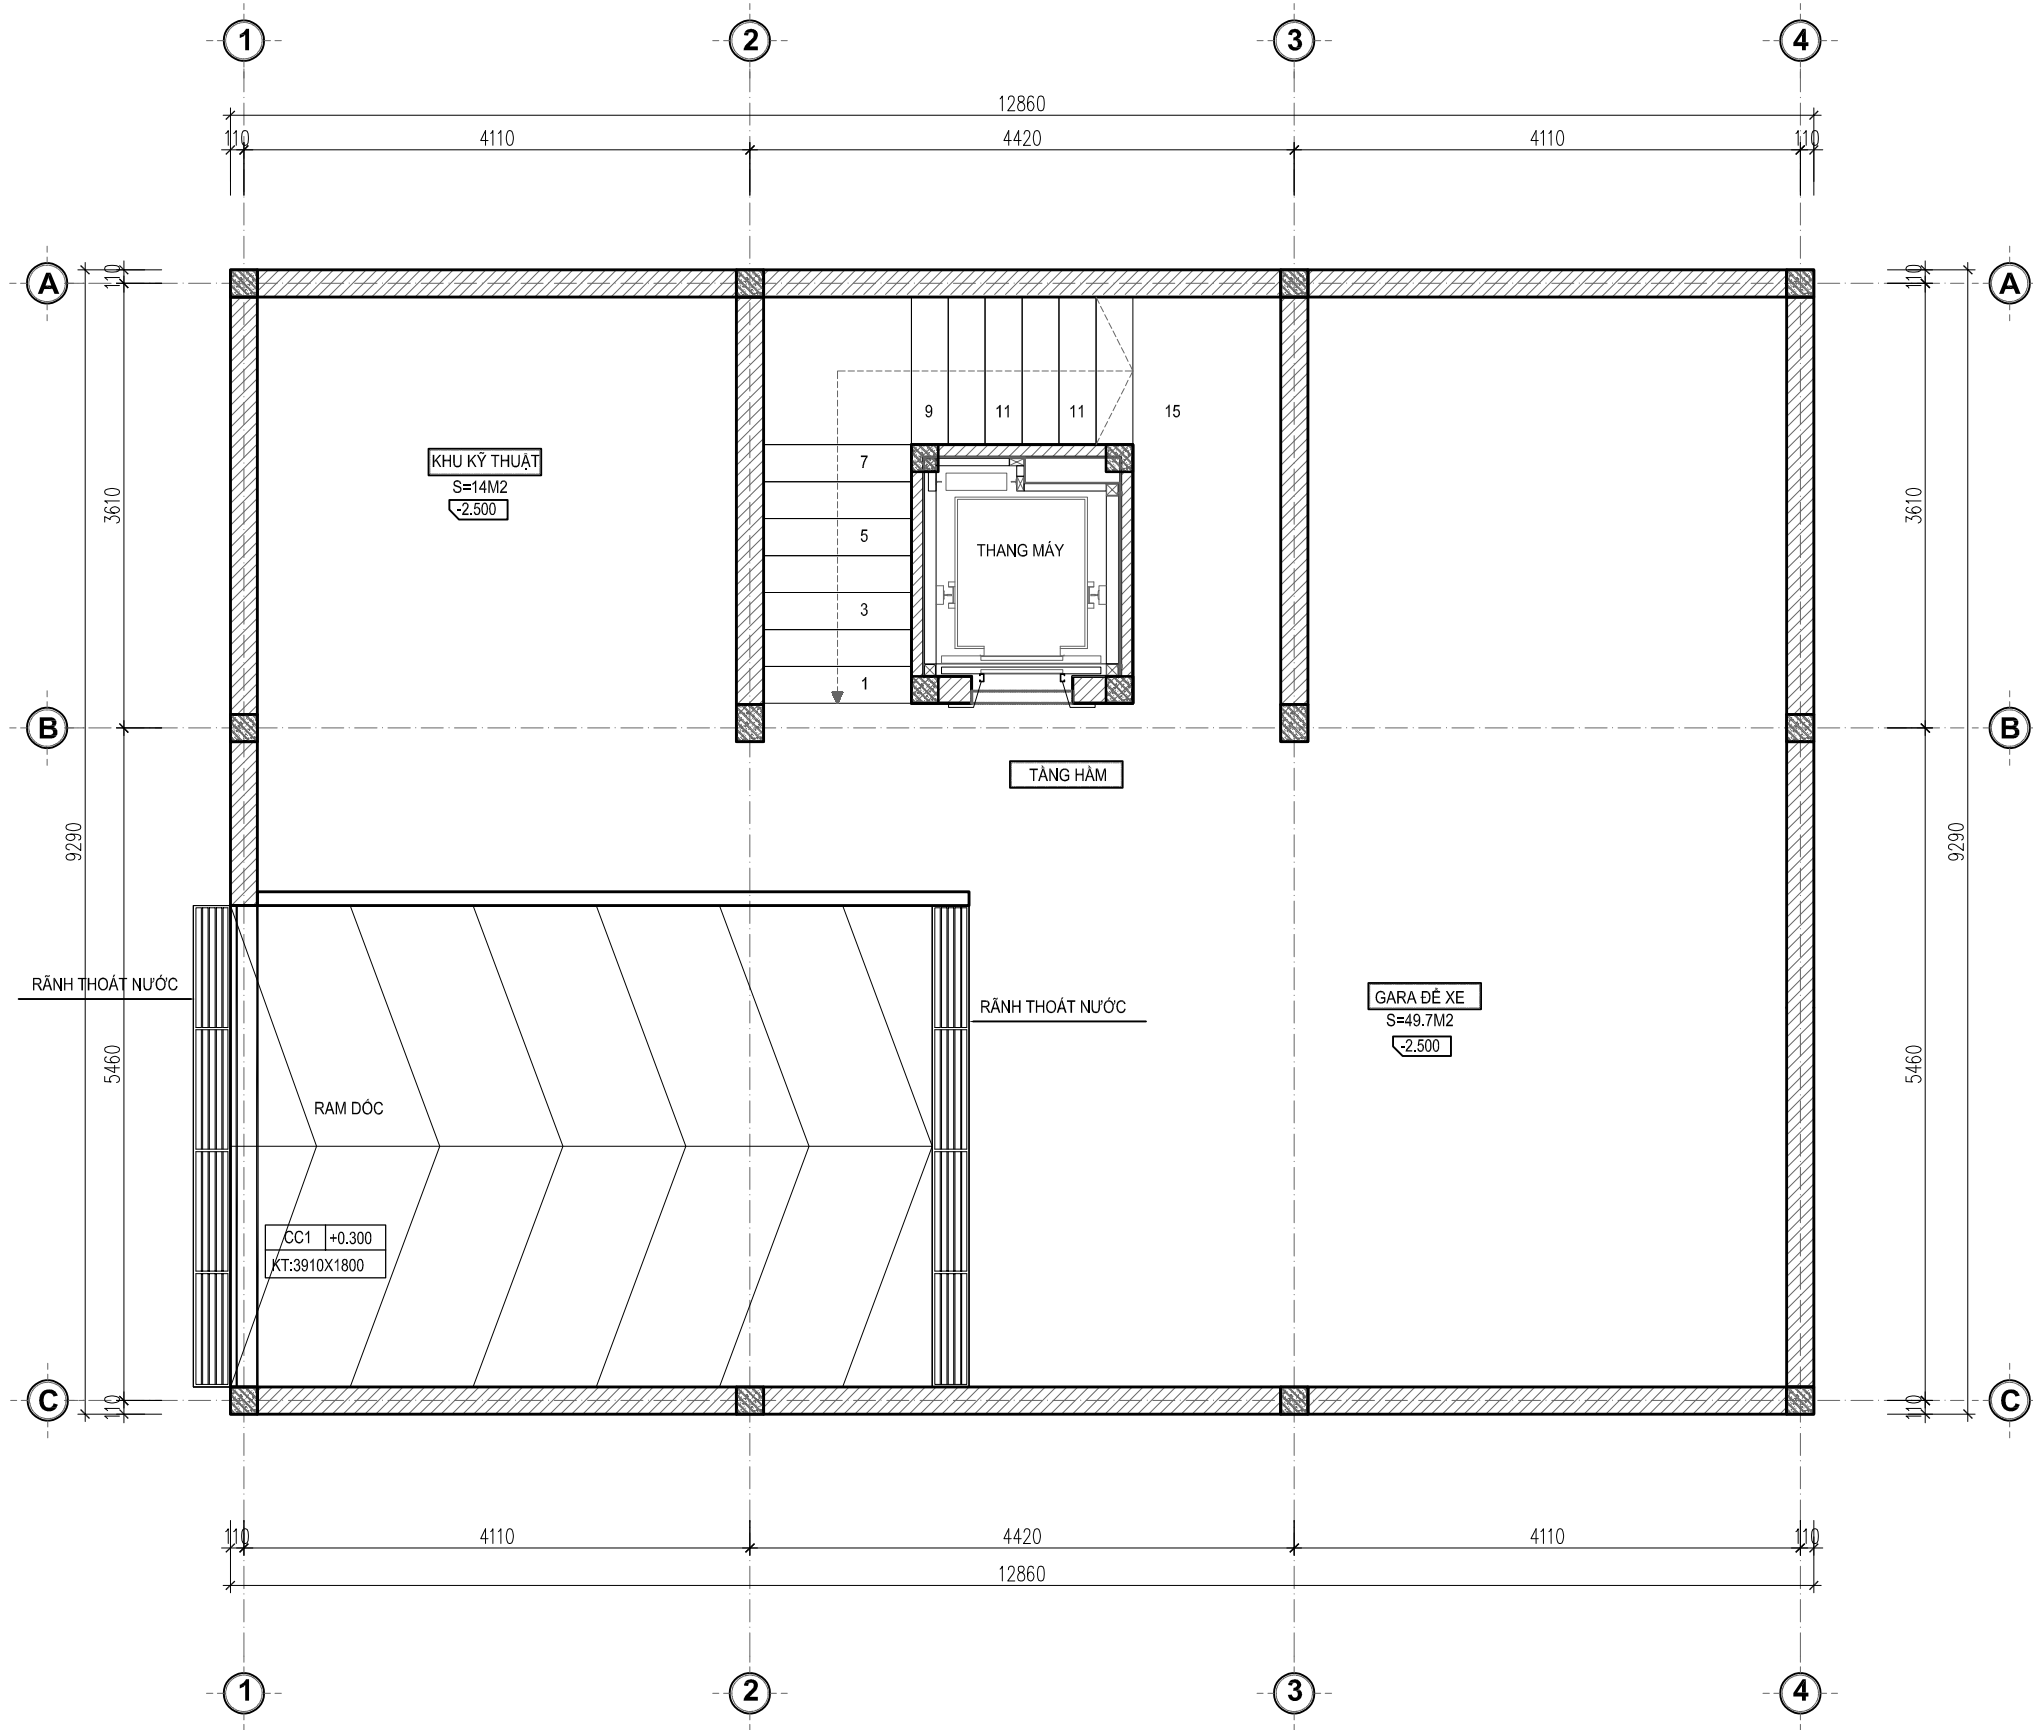 1 2 3 4
12860
110 4110 4420 4110 110
A 110 110 A
9 11 11 15
KHU KỸ THUẬT
S=14M2
-2.500
7
3610
5
3610
THANG MÁY
3
1
B B
TẦNG HẦM
9290 9290
RÃNH THOÁT NƯỚC
RÃNH THOÁT NƯỚC
GARA ĐỂ XE
S=49.7M2
-2.500
5460 5460
RAM DỐC
CC1 +0.300
KT:3910X1800
C 110 110 C
110 4110 4420 4110 110
12860
1 2 3 4